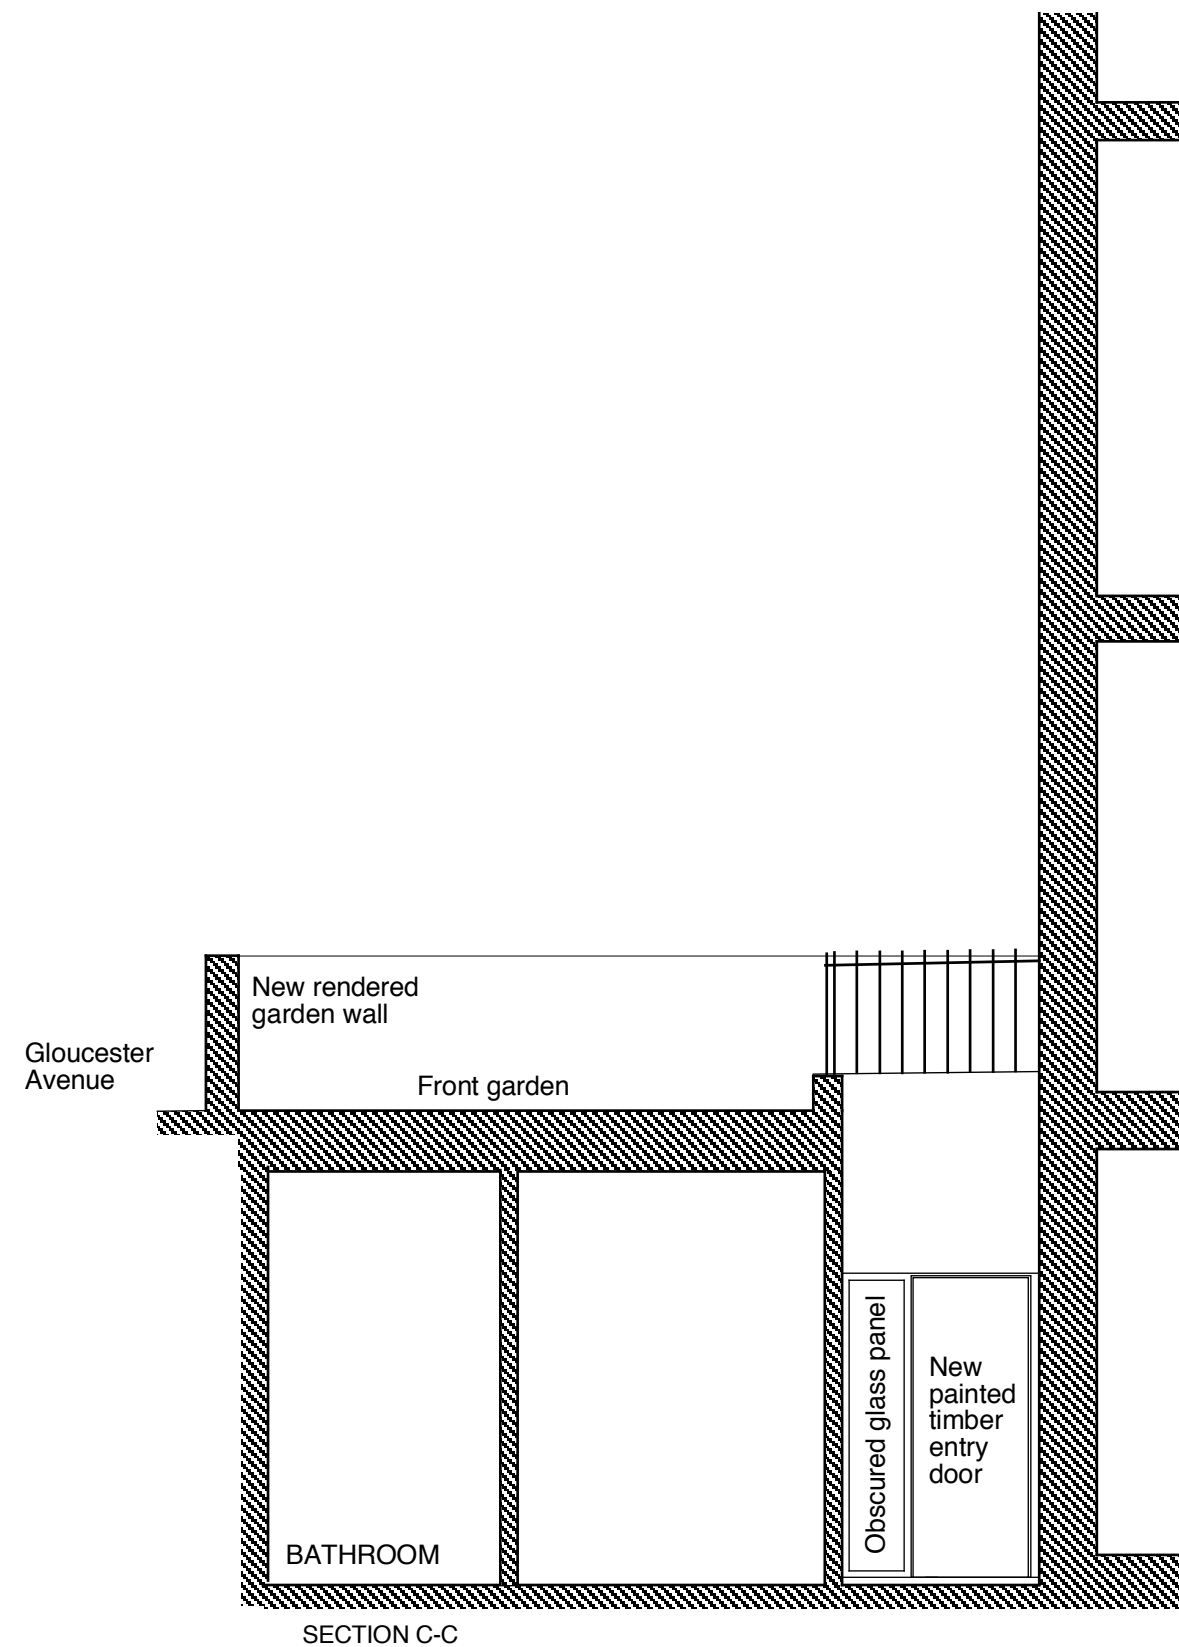 New rendered
garden wall
Gloucester
Avenue
Front garden
Obscured glass panel
New
painted
timber
entry
door
BATHROOM
SECTION C-C